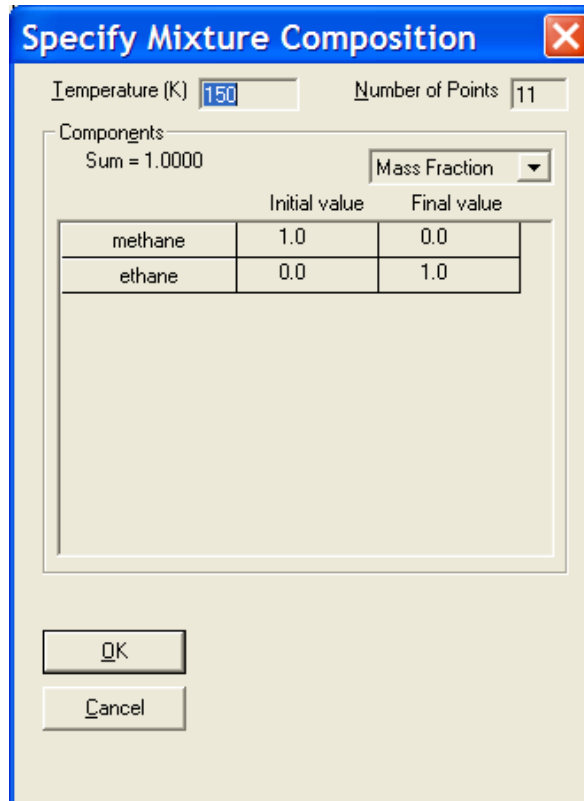 Specify Mixture Composition
Temperature (K) 150 Number of Points 11
Components
Sum = 1.0000 Mass Fraction
Initial value Final value
methane 1.0 0.0
ethane 0.0 1.0
OK
Cancel